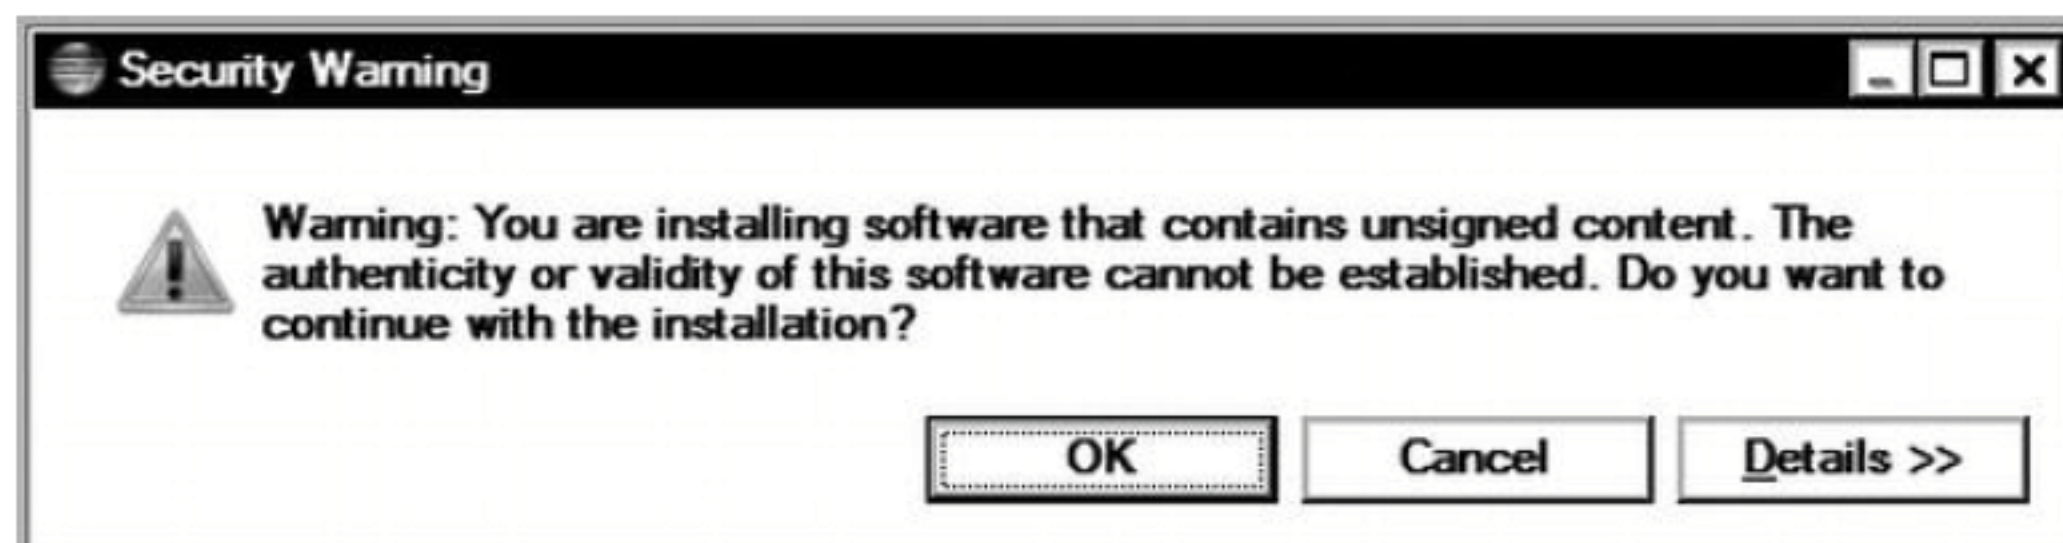 Security Warning
Warning: You are installing software that contains unsigned content. The
authenticity or validity of this software cannot be established. Do you want to
continue with the installation?
OK Cancel Details >>